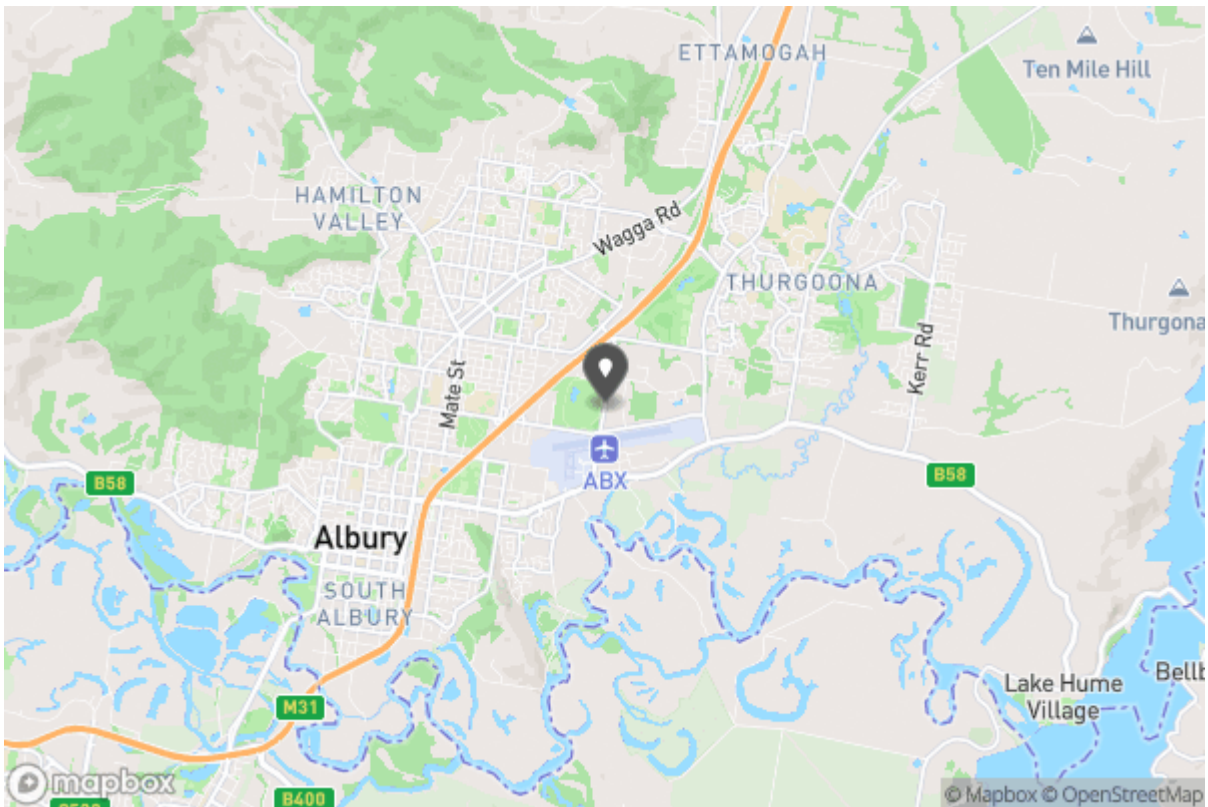 ETTAMOGAH
Ten Mile Hill
HAMILTON
VALLEY
Wagga Rd
THURGOONA
Thurgona
Kerr Rd
Mate St
ABX
B58
B58
Albury
SOUTH
ALBURY
Lake Hume
Village
Bellb
M31
B400
mapbox
© Mapbox © OpenStreetMap